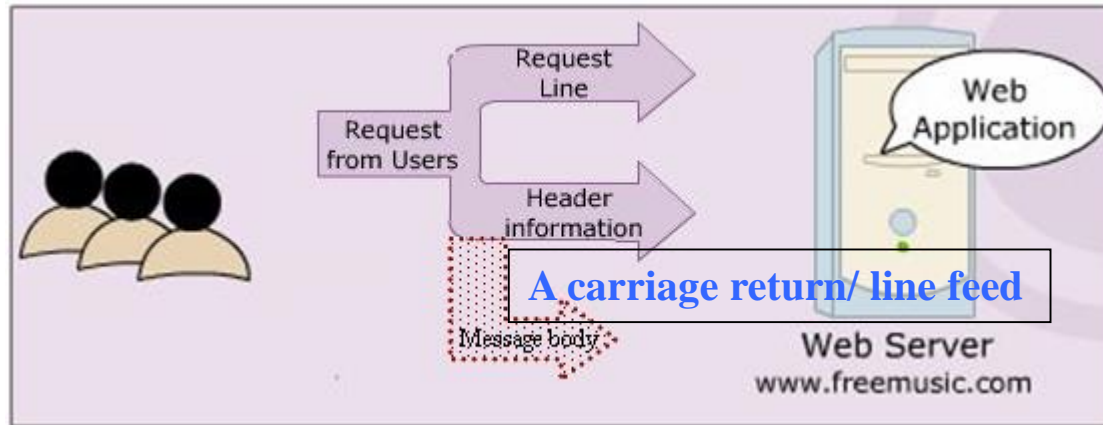 Request
from Users
Request
Line
Header
information
A carriage return/ line feed
Message body
Web
Application
Web Server
www.freemusic.com